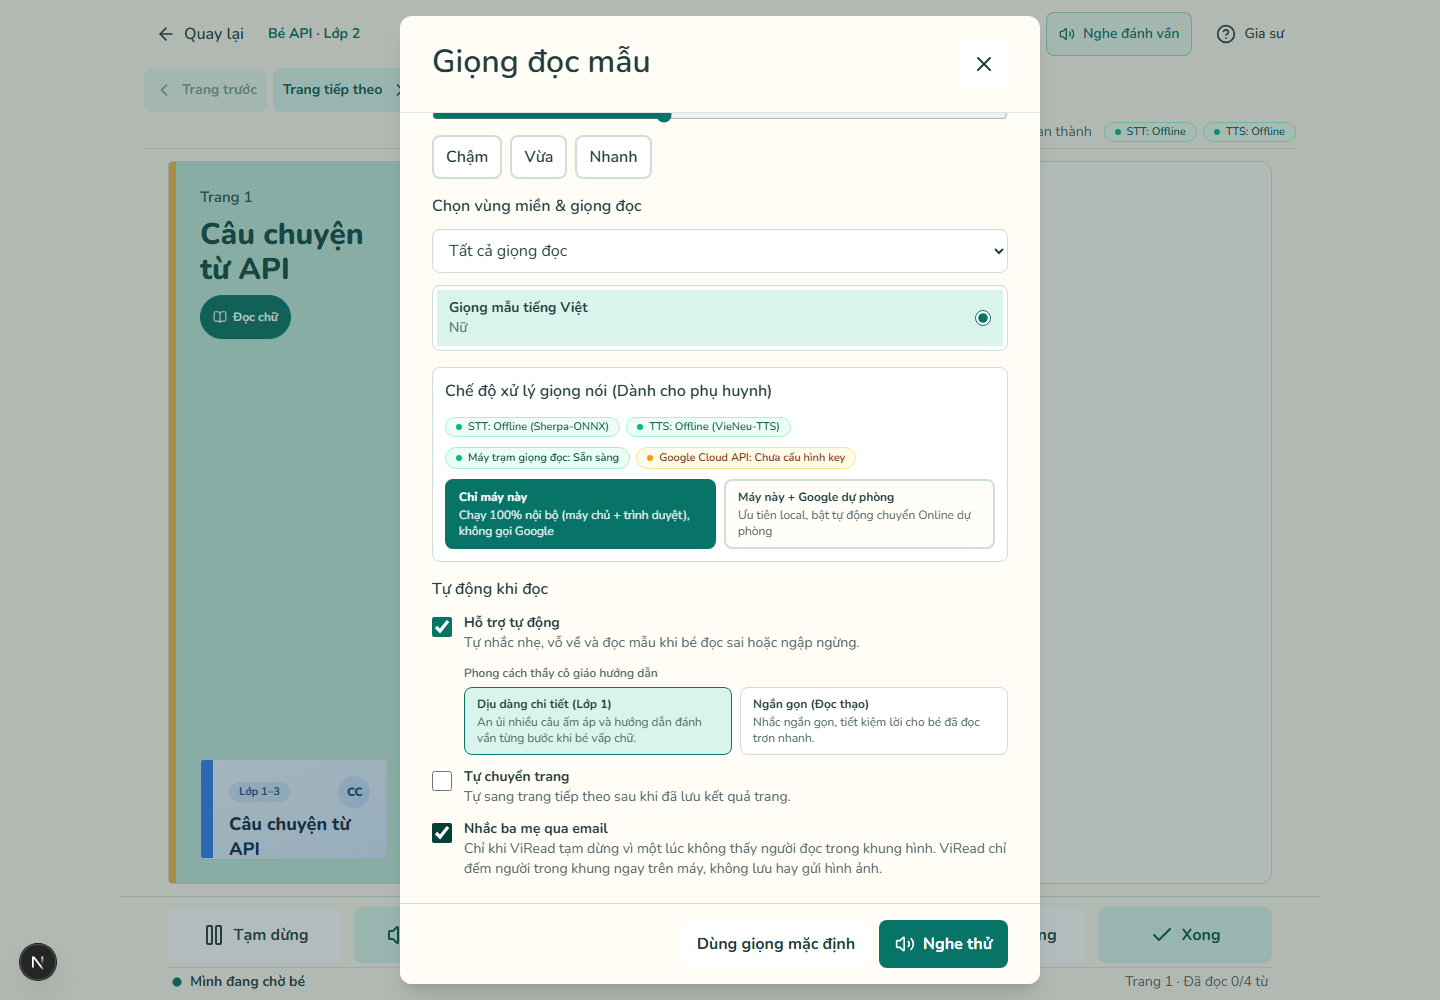 Quay lại
Bé API · Lớp 2
Nghe đánh vần
Gia sư
Trang trước
Trang tiếp theo
an thành
STT: Offline
TTS: Offline
Trang 1
Câu chuyện
từ API
Đọc chữ
Lớp 1–3
CC
Câu chuyện từ
API
Giọng đọc mẫu
Chậm
Vừa
Nhanh
Chọn vùng miền & giọng đọc
Tất cả giọng đọc
Giọng mẫu tiếng Việt
Nữ
Chế độ xử lý giọng nói (Dành cho phụ huynh)
STT: Offline (Sherpa-ONNX)
TTS: Offline (VieNeu-TTS)
Máy trạm giọng đọc: Sẵn sàng
Google Cloud API: Chưa cấu hình key
Chỉ máy này
Chạy 100% nội bộ (máy chủ + trình duyệt),
không gọi Google
Máy này + Google dự phòng
Ưu tiên local, bật tự động chuyển Online dự
phòng
Tự động khi đọc
Hỗ trợ tự động
Tự nhắc nhẹ, vỗ về và đọc mẫu khi bé đọc sai hoặc ngập ngừng.
Phong cách thầy cô giáo hướng dẫn
Dịu dàng chi tiết (Lớp 1)
An ủi nhiều câu ấm áp và hướng dẫn đánh
vần từng bước khi bé vấp chữ.
Ngắn gọn (Đọc thạo)
Nhắc ngắn gọn, tiết kiệm lời cho bé đã đọc
trơn nhanh.
Tự chuyển trang
Tự sang trang tiếp theo sau khi đã lưu kết quả trang.
Nhắc ba mẹ qua email
Chỉ khi ViRead tạm dừng vì một lúc không thấy người đọc trong khung hình. ViRead chỉ
đếm người trong khung ngay trên máy, không lưu hay gửi hình ảnh.
Dùng giọng mặc định
Nghe thử
Tạm dừng
ng
Xong
N
Mình đang chờ bé
Trang 1 · Đã đọc 0/4 từ